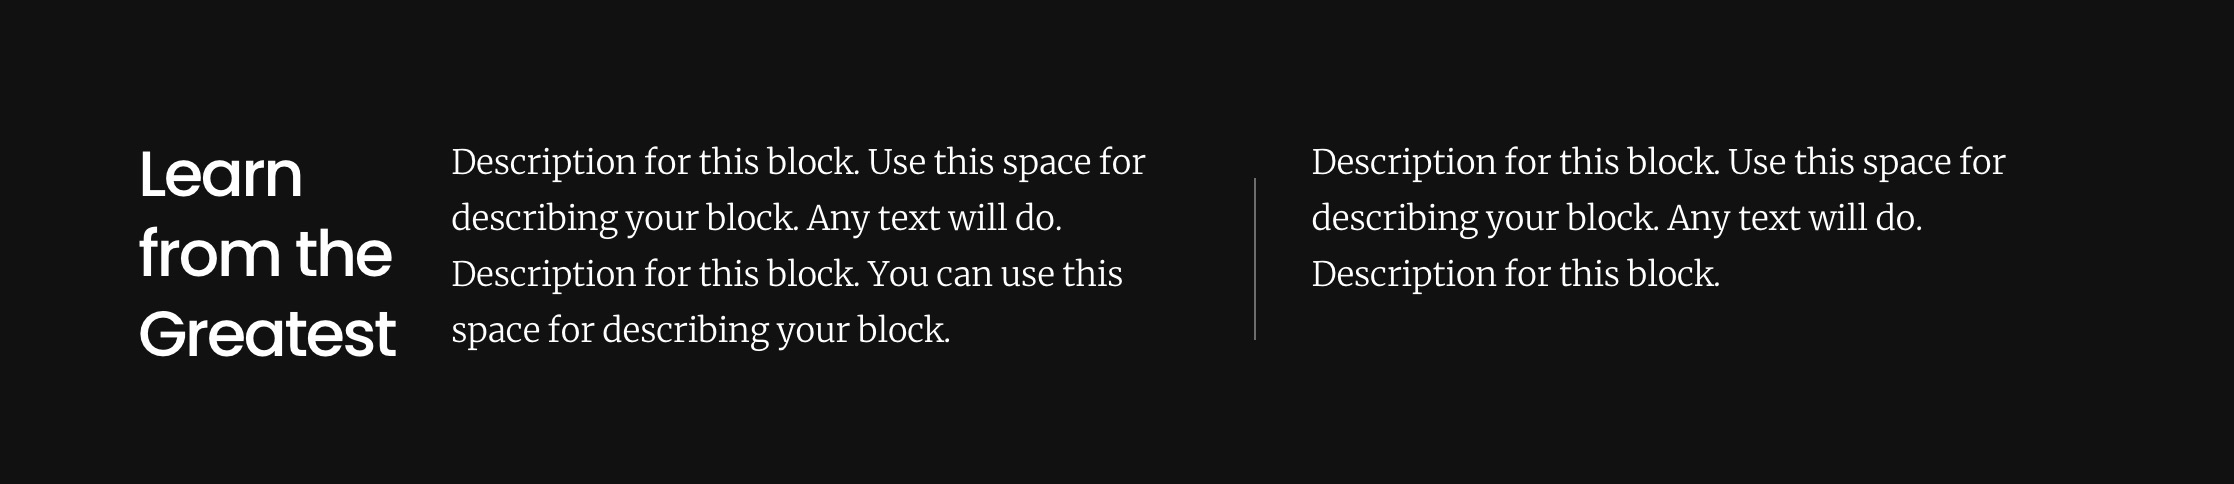 Learn
from the
Greatest
Description for this block. Use this space for
describing your block. Any text will do.
Description for this block. You can use this
space for describing your block.
Description for this block. Use this space for
describing your block. Any text will do.
Description for this block.